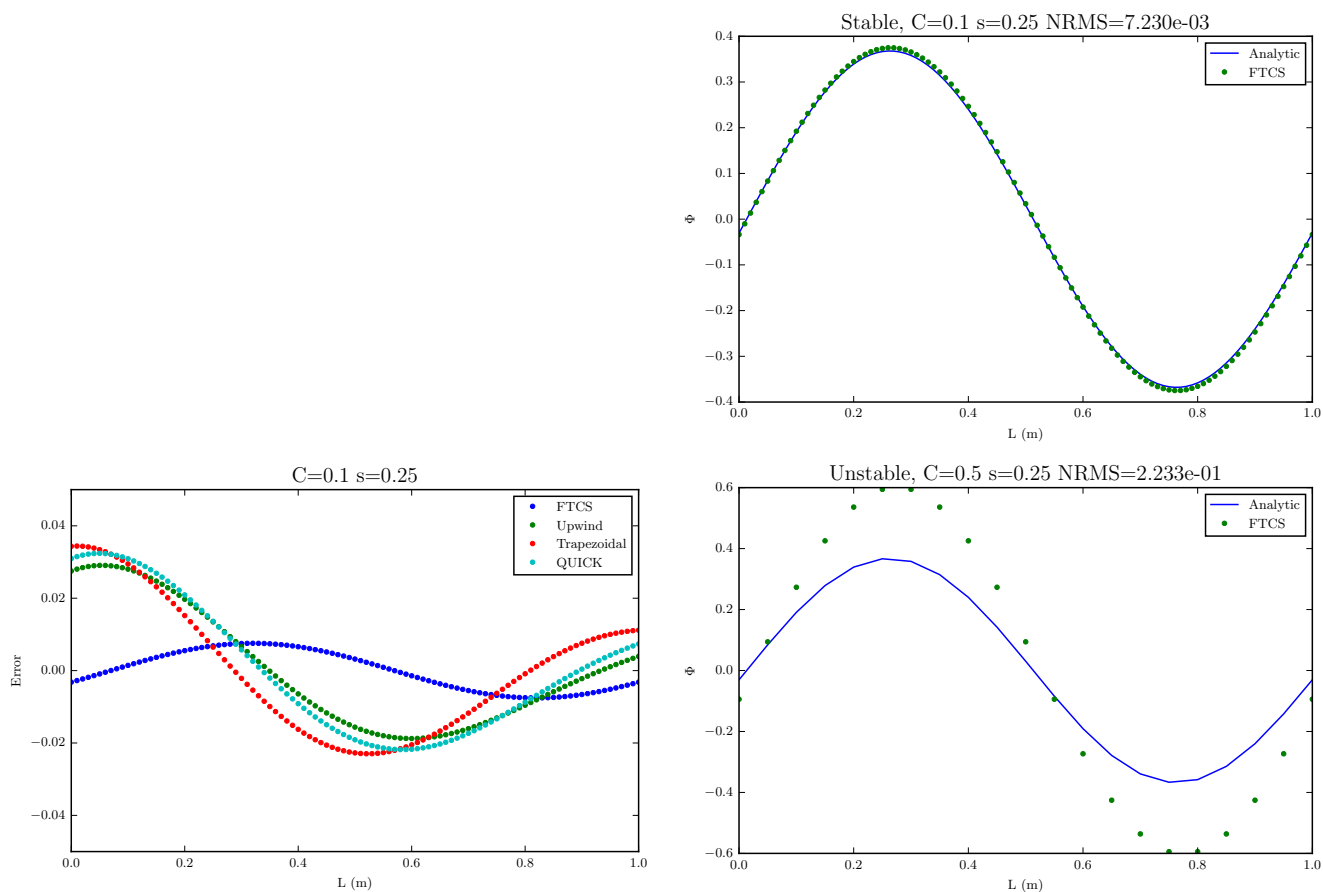 Stable, C=0.1 s=0.25 NRMS=7.230e-03
0.4
0.3
0.2
0.1
0.0
−0.1
−0.2
−0.3
−0.4
Φ
Analytic
FTCS
0.0 0.2 0.4 0.6 0.8 1.0
L (m)
C=0.1 s=0.25
0.04
0.02
0.00
−0.02
−0.04
Error
FTCS
Upwind
Trapezoidal
QUICK
0.0 0.2 0.4 0.6 0.8 1.0
L (m)
Unstable, C=0.5 s=0.25 NRMS=2.233e-01
0.6
0.4
0.2
0.0
−0.2
−0.4
−0.6
Φ
Analytic
FTCS
0.0 0.2 0.4 0.6 0.8 1.0
L (m)